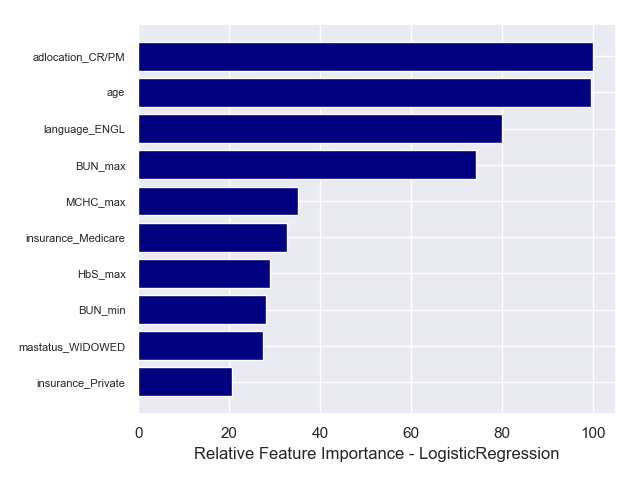 adlocation_CR/PM
age
language_ENGL
BUN_max
MCHC_max
insurance_Medicare
HbS_max
BUN_min
mastatus_WIDOWED
insurance_Private
0 20 40 60 80 100
Relative Feature Importance - LogisticRegression